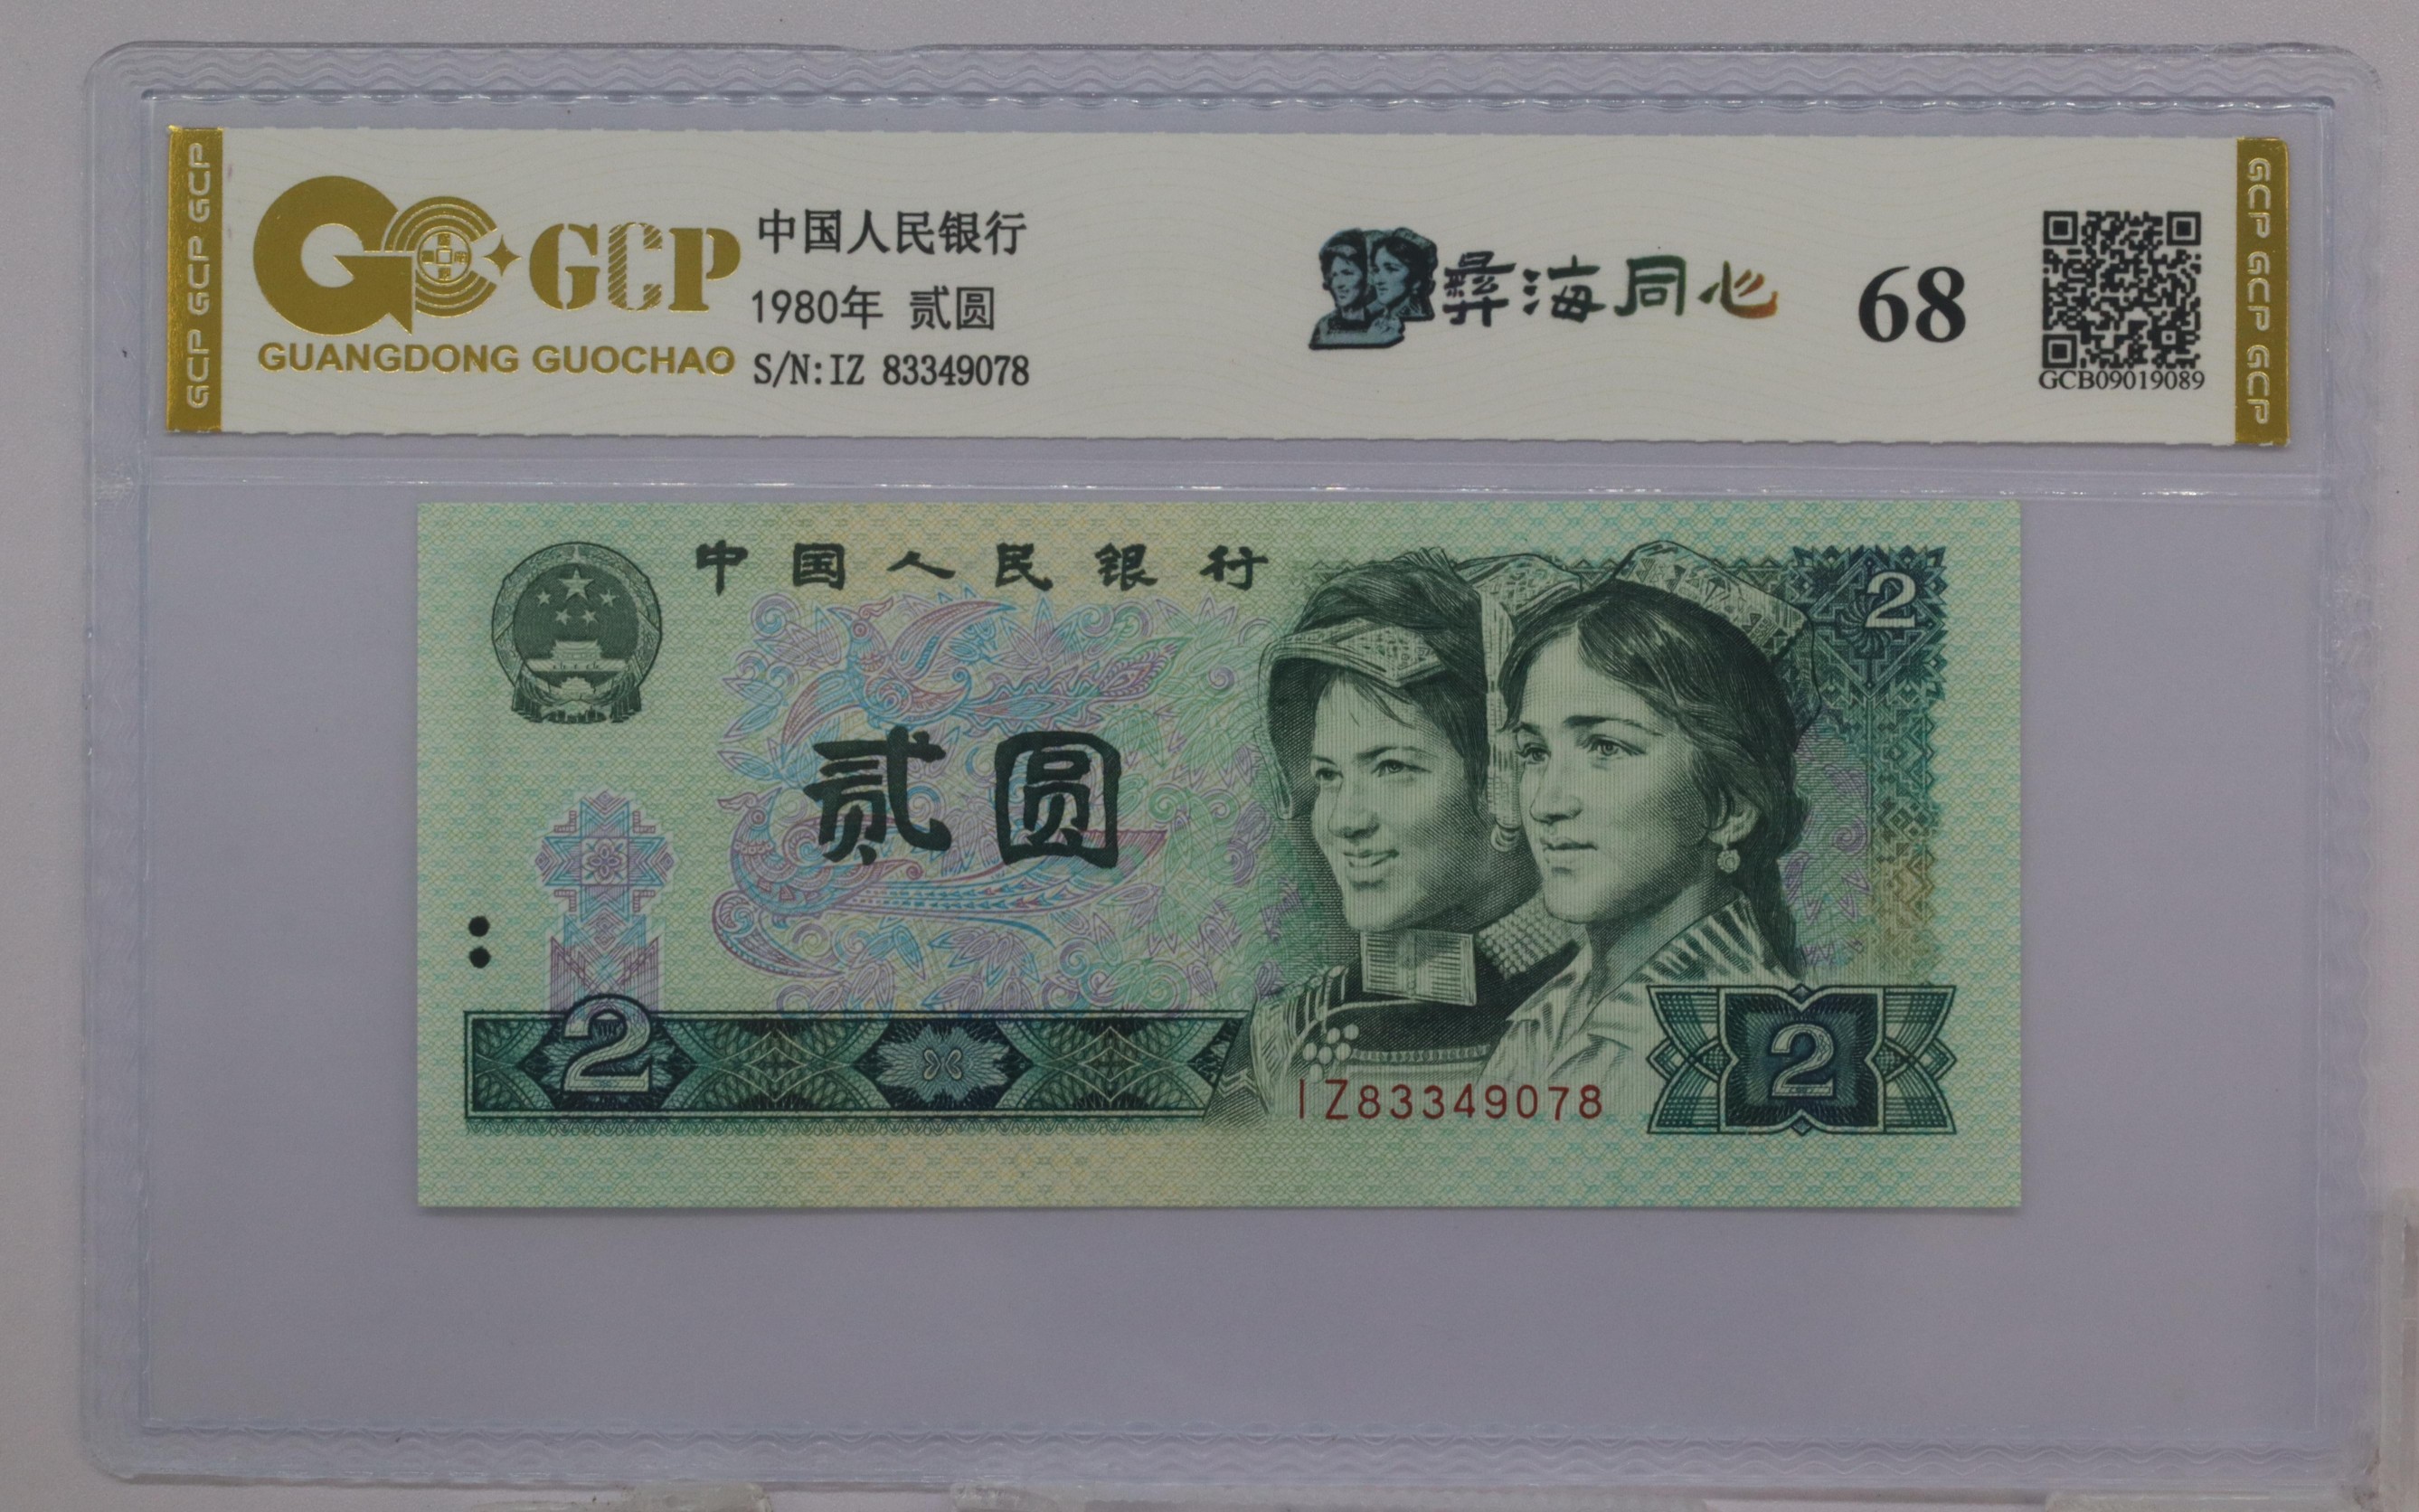 GCP GCP GCP
GCP
GUANGDONG GUOCHAO
中国人民银行
1980年 贰圆
S/N:IZ 83349078
彝海同心
68
GCB09019089
GCP GCP GCP
中国人民银行
2
贰圆
2
IZ83349078
2